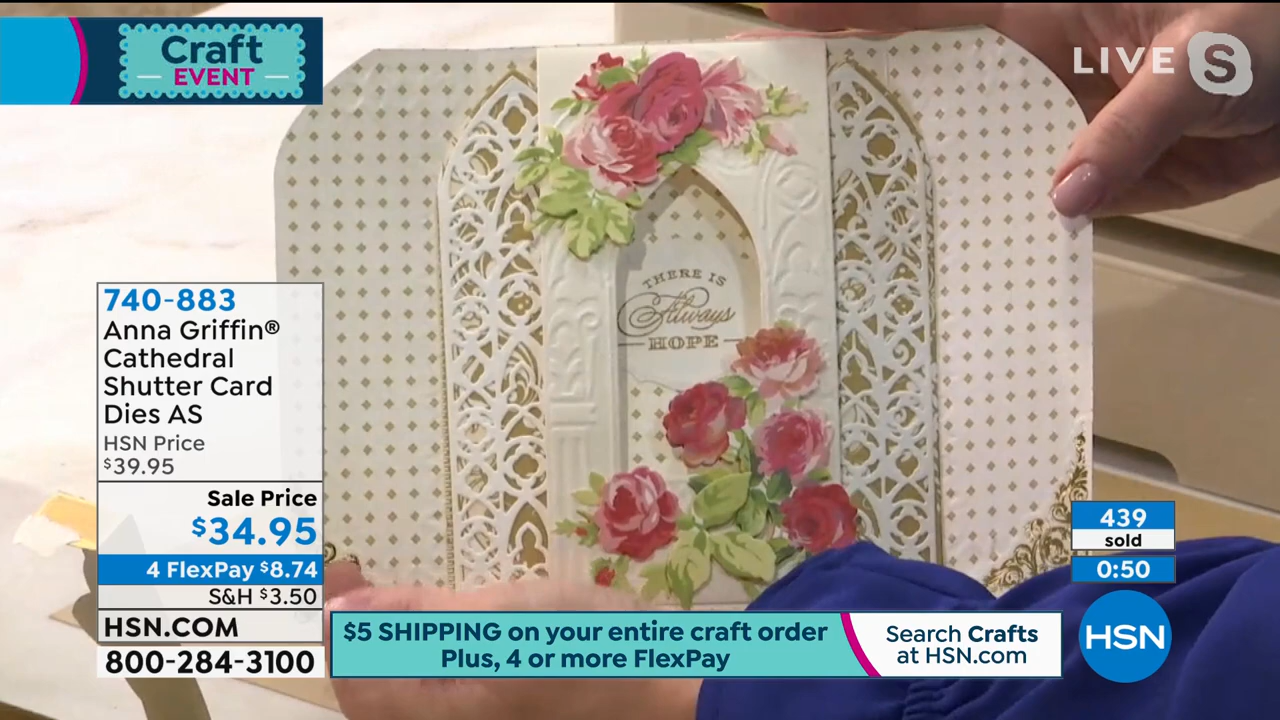 Craft
EVENT
LIVE S
THERE IS
Always
HOPE
740-883
Anna Griffin®
Cathedral
Shutter Card
Dies AS
HSN Price
$39.95
Sale Price
$34.95
4 FlexPay $8.74
S&H $3.50
HSN.COM
800-284-3100
$5 SHIPPING on your entire craft order
Plus, 4 or more FlexPay
Search Crafts
at HSN.com
439
sold
0:50
HSN